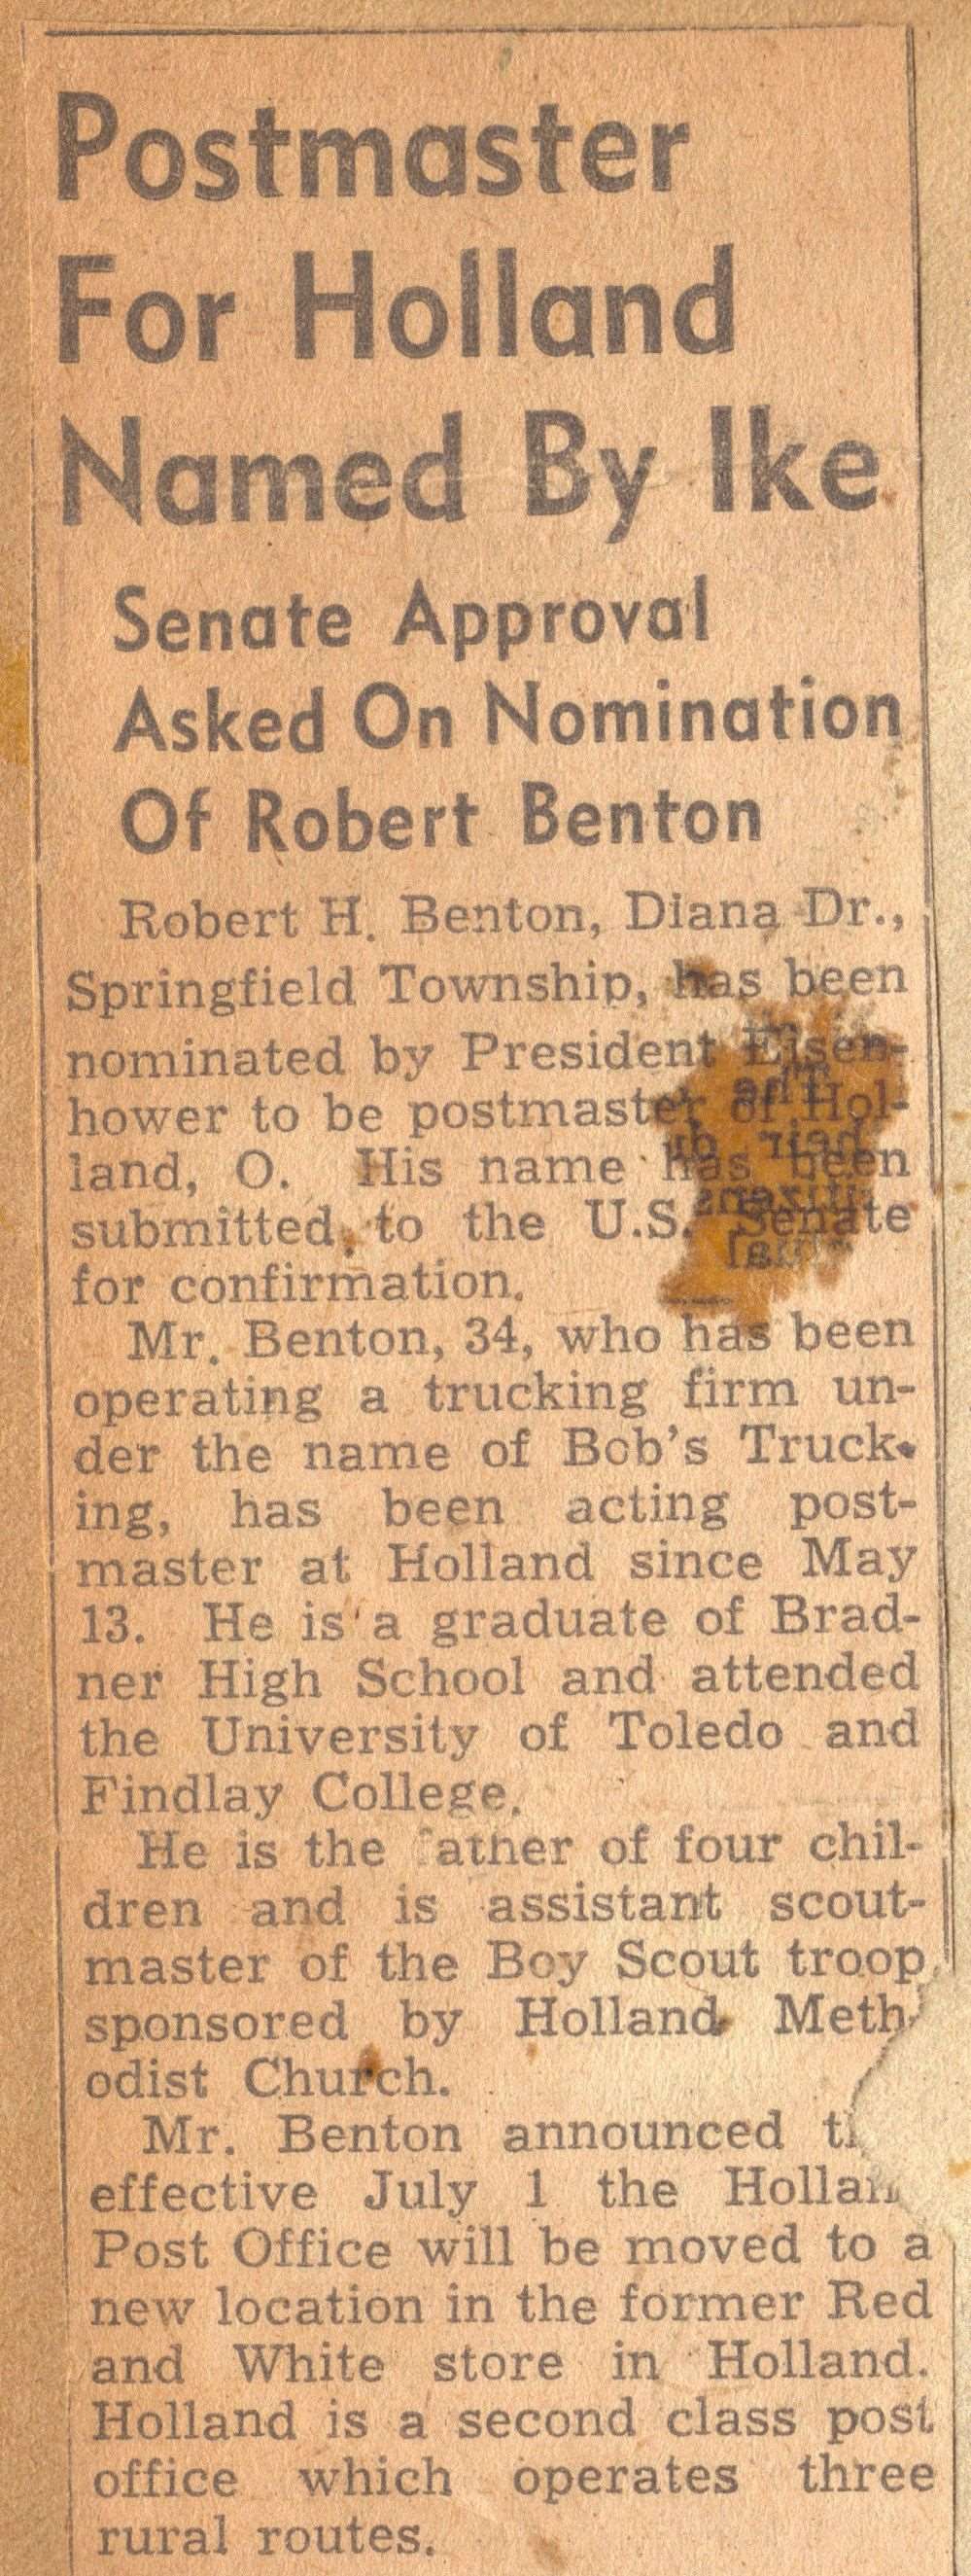 Postmaster
For Holland
Named By Ike
Senate Approval
Asked On Nomination
Of Robert Benton
Robert H. Benton, Diana Dr.,
Springfield Township, has been
nominated by President Eisen-
hower to be postmaster of Hol-
land, O. His name has been
submitted to the U.S. Senate
for confirmation.
Mr. Benton, 34, who has been
operating a trucking firm un-
der the name of Bob's Truck-
ing, has been acting post-
master at Holland since May
13. He is a graduate of Brad-
ner High School and attended
the University of Toledo and
Findlay College.
He is the father of four chil-
dren and is assistant scout-
master of the Boy Scout troop
sponsored by Holland Meth-
odist Church.
Mr. Benton announced
effective July 1 the Holland
Post Office will be moved to a
new location in the former Red
and White store in Holland.
Holland is a second class post
office which operates three
rural routes.